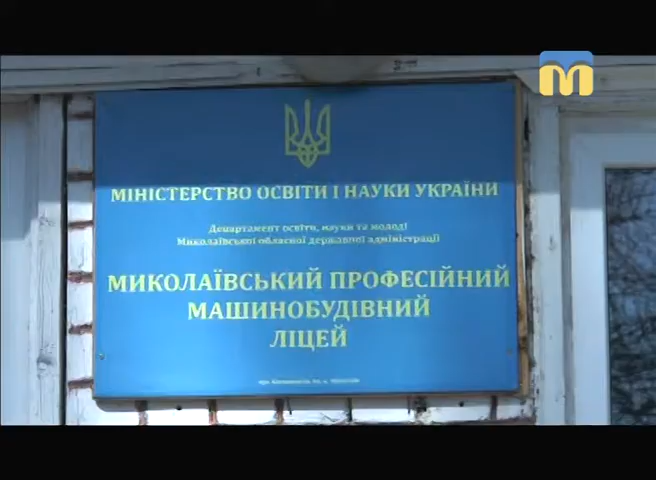 МІНІСТЕРСТВО ОСВІТИ І НАУКИ УКРАЇНИ
Департамент освіти, науки та молоді
Миколаївської обласної державної адміністрації
МИКОЛАЇВСЬКИЙ ПРОФЕСІЙНИЙ
МАШИНОБУДІВНИЙ
ЛІЦЕЙ